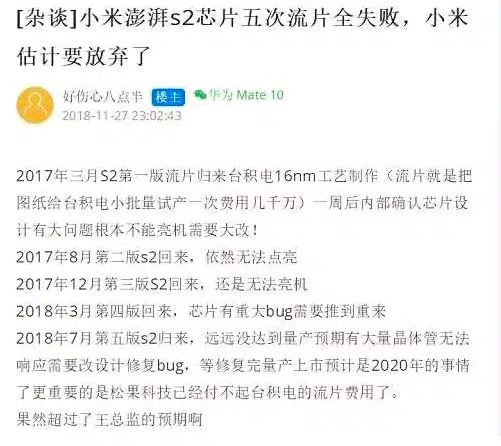 [杂谈]小米澎湃s2芯片五次流片全失败，小米
估计要放弃了
好伤心八点半 楼主 华为 Mate 10
2018-11-27 23:02:43
2017年三月S2第一版流片归来台积电16nm工艺制作（流片就是把
图纸给台积电小批量试产一次费用几千万）一周后内部确认芯片设
计有大问题根本不能亮机需要大改！
2017年8月第二版s2回来，依然无法点亮
2017年12月第三版S2回来，还是无法亮机
2018年3月第四版回来，芯片有重大bug需要推到重来
2018年7月第五版s2归来，远远没达到量产预期有大量晶体管无法
响应需要改设计修复bug，等修复完量产上市预计是2020年的事情
了更重要的是松果科技已经付不起台积电的流片费用了。
果然超过了王总监的预期啊